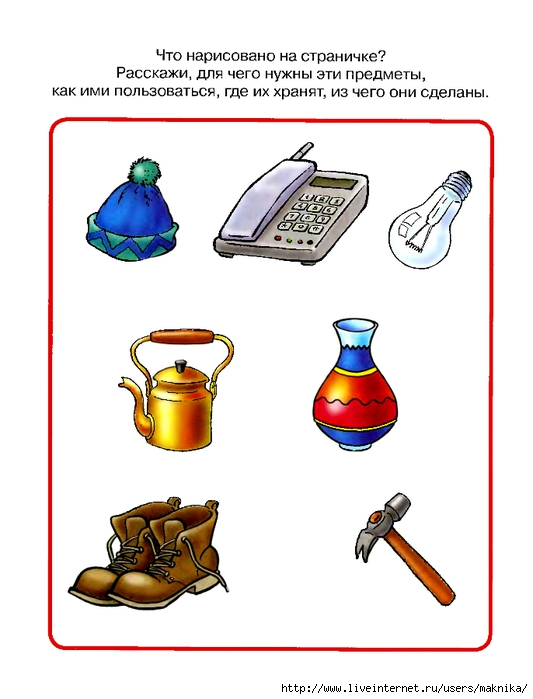 Что нарисовано на страничке?
Расскажи, для чего нужны эти предметы,
как ими пользоваться, где их хранят, из чего они сделаны.
http://www.liveinternet.ru/users/maknika/